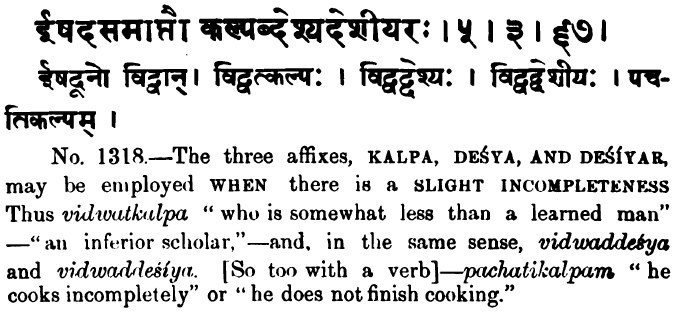 ईषदसमाप्तौ कल्पब्देश्यदेशीयरः । ५ । ३ । ६७ ।
ईषदूनो विद्वान् । विद्वत्कल्पः । विद्वद्देश्यः । विद्वद्देशीयः । पच-
तिकल्पम् ।
No. 1318.—The three affixes, KALPA, DEŚYA, AND DEŚÍYAR,
may be employed WHEN there is a SLIGHT INCOMPLETENESS
Thus vidwatkalpa “ who is somewhat less than a learned man”
—“an inferior scholar,”—and, in the same sense, vidwaddeśya
and vidwaddeśíya. [So too with a verb]—pachatikalpam “ he
cooks incompletely” or “ he does not finish cooking.”